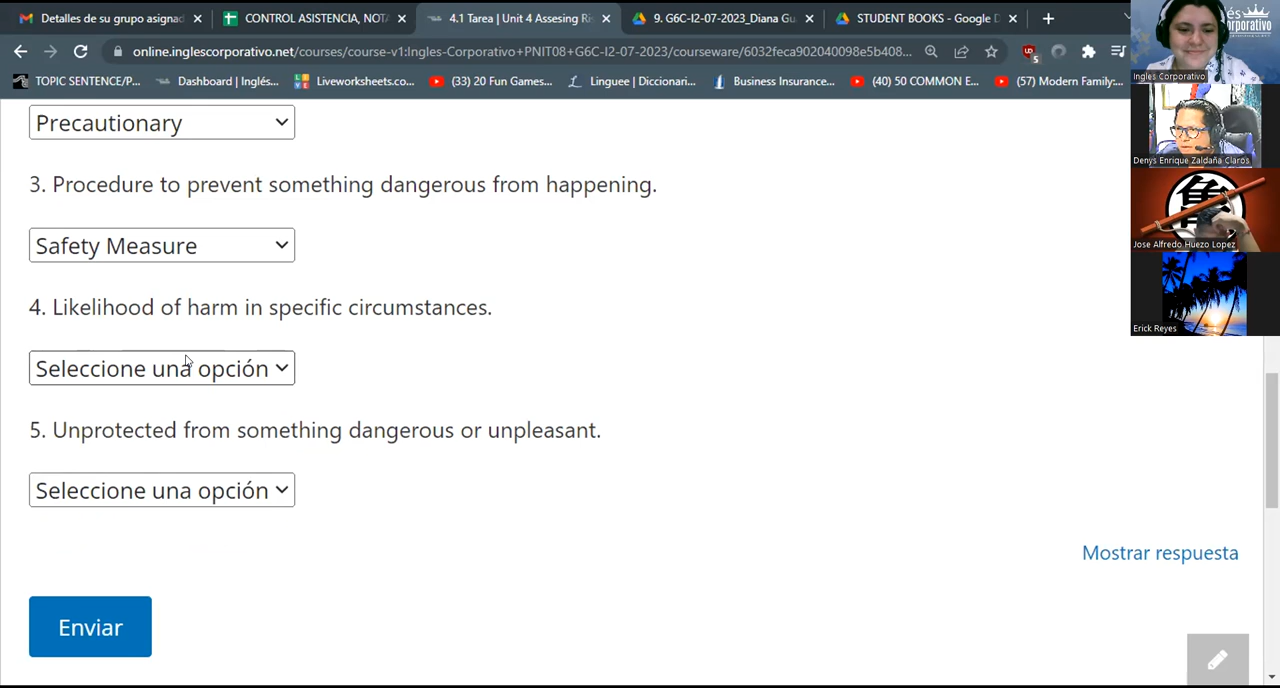 Detalles de su grupo asignad
CONTROL ASISTENCIA, NOTA
4.1 Tarea | Unit 4 Assesing Ris
9. G6C-I2-07-2023_Diana Gu
STUDENT BOOKS - Google D
online.inglescorporativo.net/courses/course-v1:Ingles-Corporativo+PNIT08+G6C-I2-07-2023/courseware/6032feca902040098e5b408...
TOPIC SENTENCE/P...
Dashboard | Inglés...
Liveworksheets.co...
(33) 20 Fun Games...
Linguee | Diccionari...
Business Insurance...
(40) 50 COMMON E...
(57) Modern Family:...
Ingles Corporativo
Denys Enrique Zaldaña Claros
Jose Alfredo Huezo Lopez
Erick Reyes
Precautionary
3. Procedure to prevent something dangerous from happening.
Safety Measure
4. Likelihood of harm in specific circumstances.
Seleccione una opción
5. Unprotected from something dangerous or unpleasant.
Seleccione una opción
Mostrar respuesta
Enviar